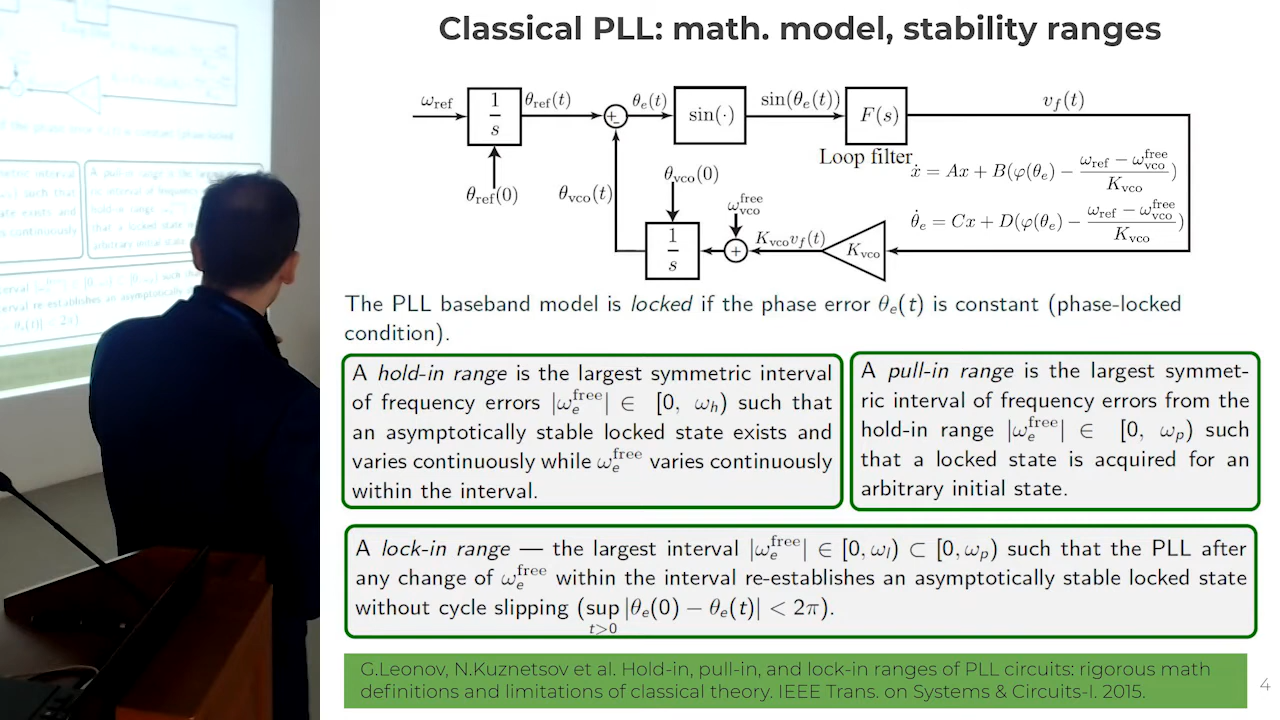 Classical PLL: math. model, stability ranges
ω_ref
1/s
θ_ref(t)
θ_e(t)
sin(·)
sin(θ_e(t))
F(s)
v_f(t)
Loop filter
θ_ref(0)
θ_vco(t)
θ_vco(0)
ω_vco^free
1/s
+
K_vco v_f(t)
K_vco
ẋ = Ax + B(φ(θ_e) − (ω_ref − ω_vco^free)/K_vco)
θ̇_e = Cx + D(φ(θ_e) − (ω_ref − ω_vco^free)/K_vco)
The PLL baseband model is locked if the phase error θ_e(t) is constant (phase-locked
condition).
A hold-in range is the largest symmetric interval
of frequency errors |ω_e^free| ∈ [0, ω_h) such that
an asymptotically stable locked state exists and
varies continuously while ω_e^free varies continuously
within the interval.
A pull-in range is the largest symmet-
ric interval of frequency errors from the
hold-in range |ω_e^free| ∈ [0, ω_p) such
that a locked state is acquired for an
arbitrary initial state.
A lock-in range — the largest interval |ω_e^free| ∈ [0, ω_l) ⊂ [0, ω_p) such that the PLL after
any change of ω_e^free within the interval re-establishes an asymptotically stable locked state
without cycle slipping (sup_{t>0} |θ_e(0) − θ_e(t)| < 2π).
G.Leonov, N.Kuznetsov et al. Hold-in, pull-in, and lock-in ranges of PLL circuits: rigorous math
definitions and limitations of classical theory. IEEE Trans. on Systems & Circuits-I. 2015.
4